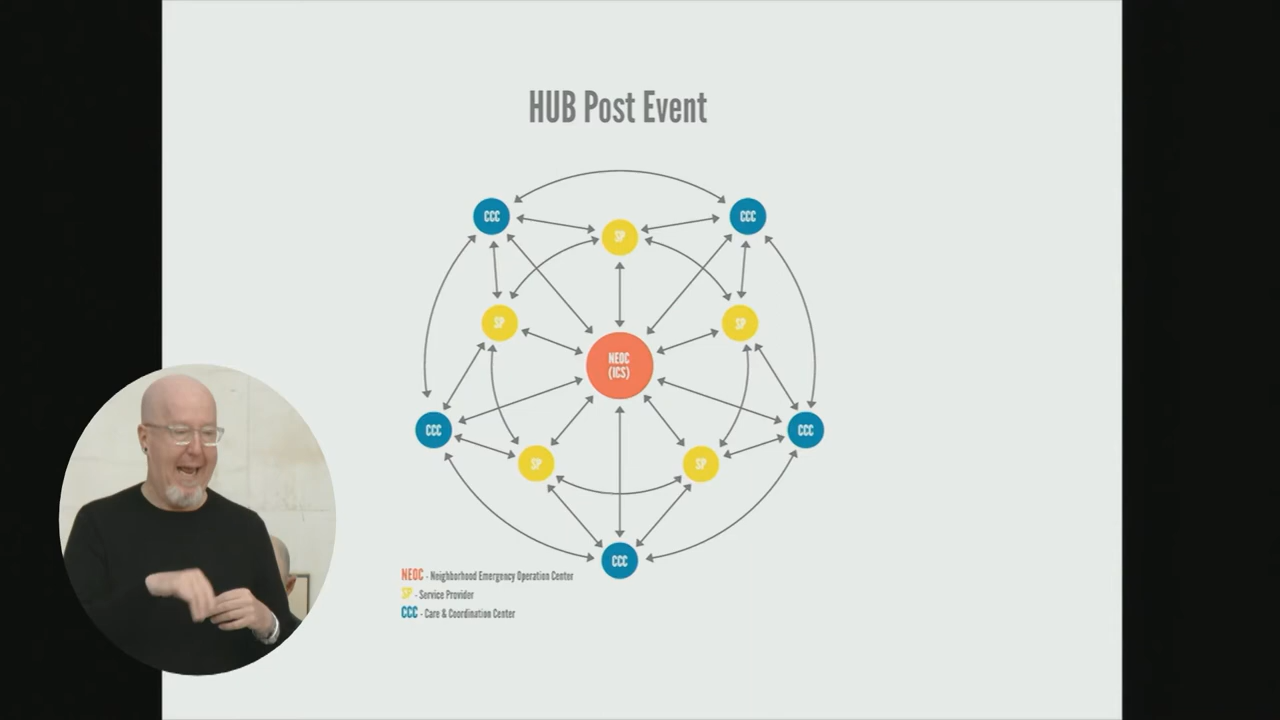 HUB Post Event
CCC
CCC
SP
SP
SP
NEOC
(ICS)
CCC
CCC
SP
SP
CCC
NEOC - Neighborhood Emergency Operation Center
SP - Service Provider
CCC - Care & Coordination Center